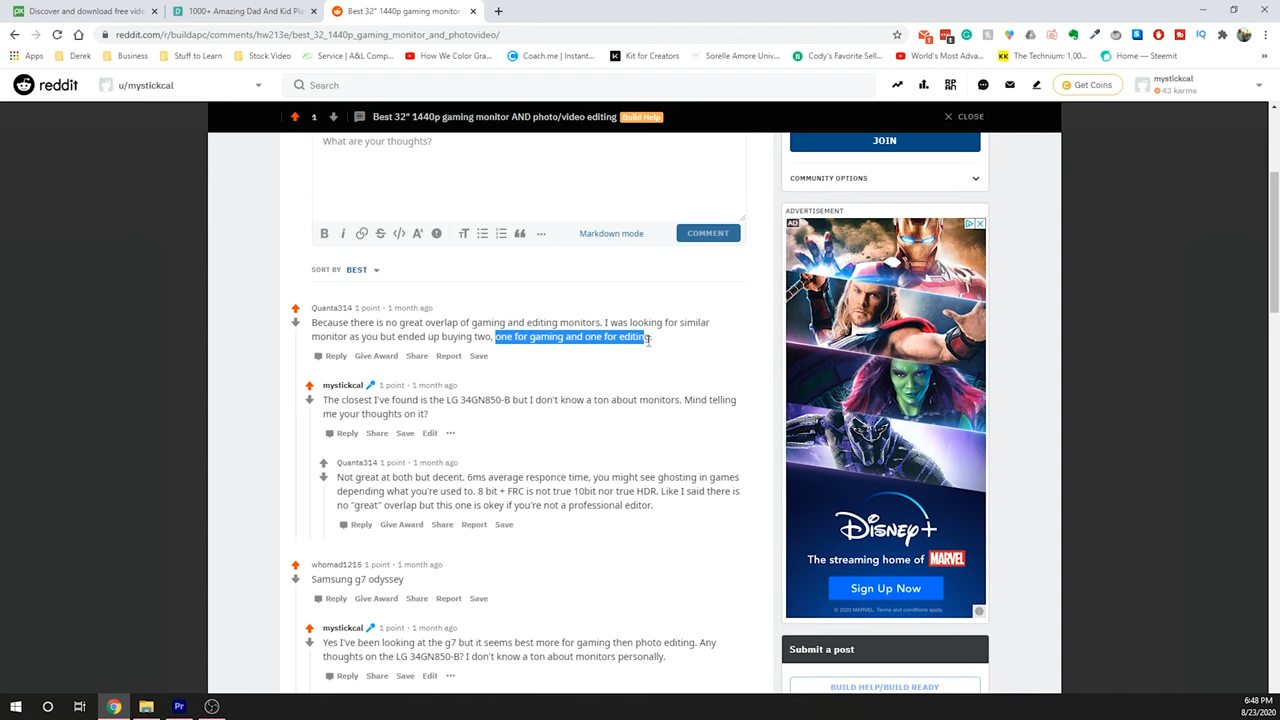 Discover and download free vide
1000+ Amazing Dad And Kid Pla
Best 32" 1440p gaming monitor
reddit.com/r/buildapc/comments/hw213e/best_32_1440p_gaming_monitor_and_photovideo/
Apps
Derek
Business
Stuff to Learn
Stock Video
Service | A&L Comp...
How We Color Gra...
Coach.me | Instant...
Kit for Creators
Sorelle Amore Univ...
Cody's Favorite Sell...
World's Most Adva...
The Technium: 1,00...
Home — Steemit
reddit
u/mystickcal
Search
Get Coins
mystickcal
43 karma
1
Best 32" 1440p gaming monitor AND photo/video editing
Build Help
CLOSE
What are your thoughts?
Markdown mode
COMMENT
SORT BY BEST
Quanta314 1 point · 1 month ago
Because there is no great overlap of gaming and editing monitors. I was looking for similar
monitor as you but ended up buying two, one for gaming and one for editing.
Reply Give Award Share Report Save
mystickcal 1 point · 1 month ago
The closest I've found is the LG 34GN850-B but I don't know a ton about monitors. Mind telling
me your thoughts on it?
Reply Share Save Edit ...
Quanta314 1 point · 1 month ago
Not great at both but decent. 6ms average responce time, you might see ghosting in games
depending what you're used to. 8 bit + FRC is not true 10bit nor true HDR. Like I said there is
no "great" overlap but this one is okey if you're not a professional editor.
Reply Give Award Share Report Save
whomad1215 1 point · 1 month ago
Samsung g7 odyssey
Reply Give Award Share Report Save
mystickcal 1 point · 1 month ago
Yes I've been looking at the g7 but it seems best more for gaming then photo editing. Any
thoughts on the LG 34GN850-B? I don't know a ton about monitors personally.
Reply Share Save Edit ...
JOIN
COMMUNITY OPTIONS
ADVERTISEMENT
AD
Disney+
The streaming home of MARVEL
Sign Up Now
© 2020 MARVEL. Terms and conditions apply.
Submit a post
BUILD HELP/BUILD READY
6:48 PM
8/23/2020